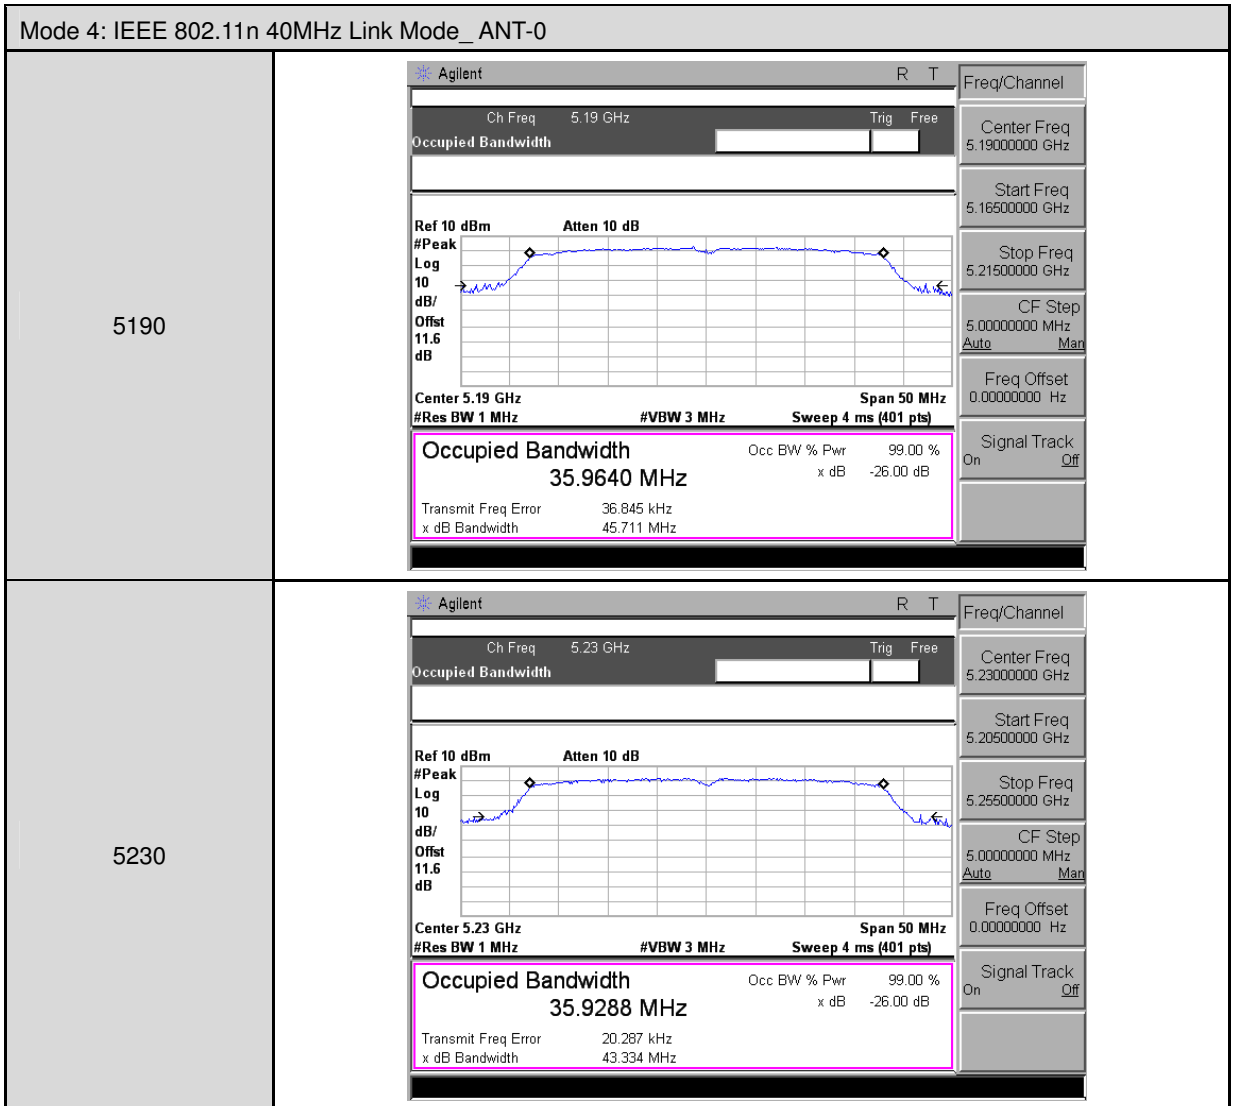 Mode 4: IEEE 802.11n 40MHz Link Mode_ ANT-0
5190
Agilent R T
Ch Freq 5.19 GHz Trig Free
Occupied Bandwidth
Ref 10 dBm Atten 10 dB
#Peak
Log
10
dB/
Offst
11.6
dB
Center 5.19 GHz Span 50 MHz
#Res BW 1 MHz #VBW 3 MHz Sweep 4 ms (401 pts)
Occupied Bandwidth Occ BW % Pwr 99.00 %
35.9640 MHz x dB -26.00 dB
Transmit Freq Error 36.845 kHz
x dB Bandwidth 45.711 MHz
Freq/Channel
Center Freq
5.19000000 GHz
Start Freq
5.16500000 GHz
Stop Freq
5.21500000 GHz
CF Step
5.00000000 MHz
Auto Man
Freq Offset
0.00000000 Hz
Signal Track
On Off
5230
Agilent R T
Ch Freq 5.23 GHz Trig Free
Occupied Bandwidth
Ref 10 dBm Atten 10 dB
#Peak
Log
10
dB/
Offst
11.6
dB
Center 5.23 GHz Span 50 MHz
#Res BW 1 MHz #VBW 3 MHz Sweep 4 ms (401 pts)
Occupied Bandwidth Occ BW % Pwr 99.00 %
35.9288 MHz x dB -26.00 dB
Transmit Freq Error 20.287 kHz
x dB Bandwidth 43.334 MHz
Freq/Channel
Center Freq
5.23000000 GHz
Start Freq
5.20500000 GHz
Stop Freq
5.25500000 GHz
CF Step
5.00000000 MHz
Auto Man
Freq Offset
0.00000000 Hz
Signal Track
On Off